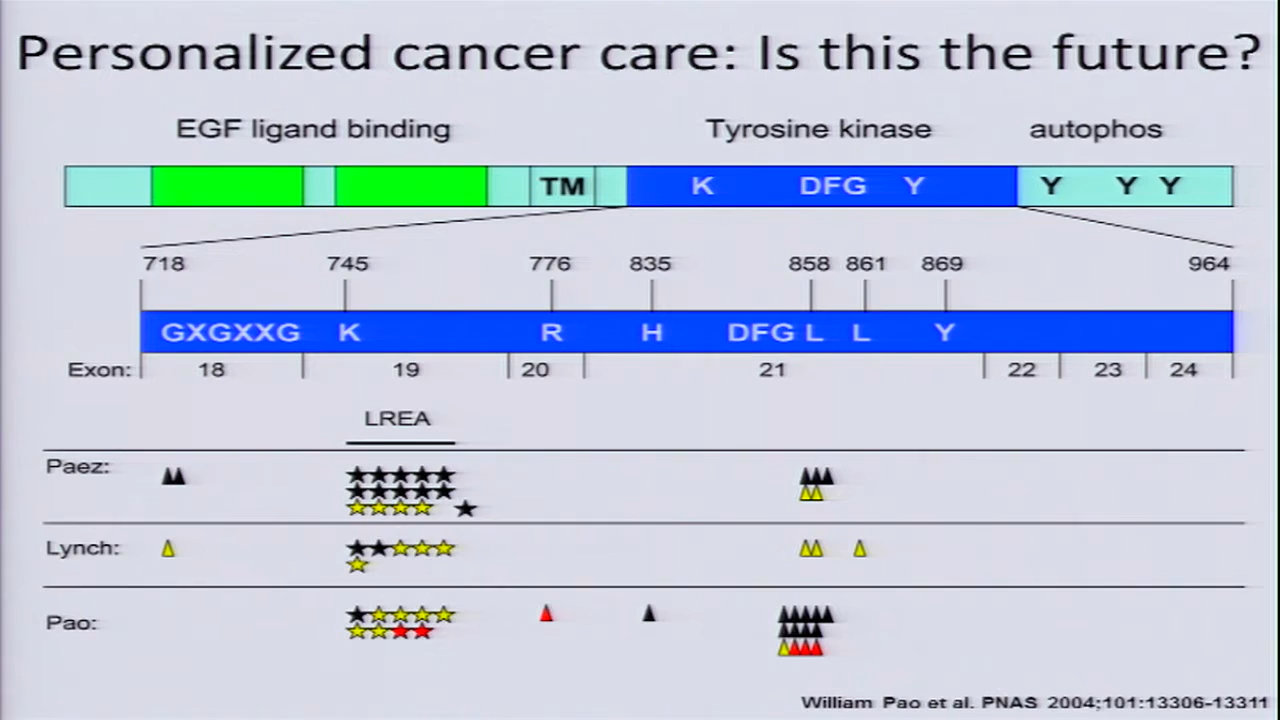 Personalized cancer care: Is this the future?
EGF ligand binding Tyrosine kinase autophos
TM K DFG Y Y Y Y
718 745 776 835 858 861 869 964
GXGXXG K R H DFG L L Y
Exon: 18 19 20 21 22 23 24
LREA
Paez:
Lynch:
Pao:
William Pao et al. PNAS 2004;101:13306-13311